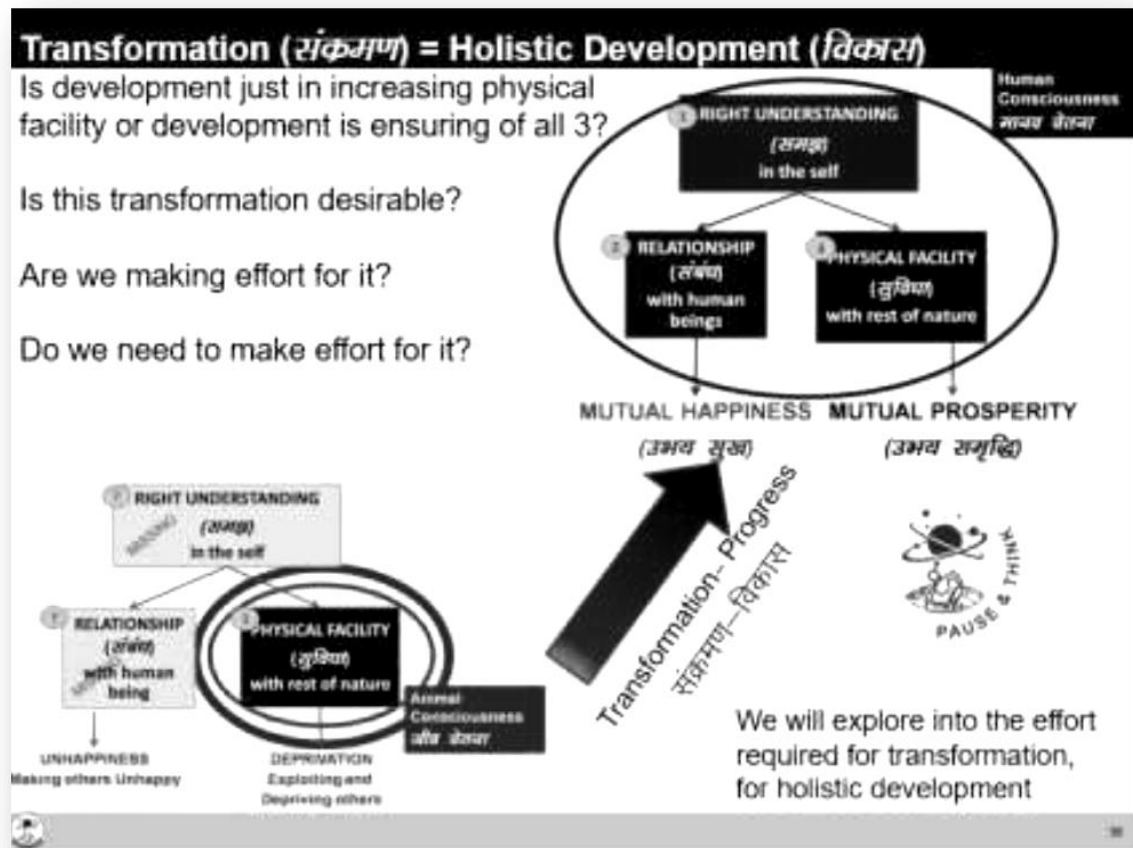 Transformation (संक्रमण) = Holistic Development (विकास)
Is development just in increasing physical
facility or development is ensuring of all 3?
Is this transformation desirable?
Are we making effort for it?
Do we need to make effort for it?
Human
Consciousness
मानव चेतना
1
RIGHT UNDERSTANDING
(समझ)
in the self
2
RELATIONSHIP
(संबंध)
with human
beings
3
PHYSICAL FACILITY
(सुविधा)
with rest of nature
MUTUAL HAPPINESS
(उभय सुख)
MUTUAL PROSPERITY
(उभय समृद्धि)
RIGHT UNDERSTANDING
(समझ)
in the self
MISSING
RELATIONSHIP
(संबंध)
with human
being
PHYSICAL FACILITY
(सुविधा)
with rest of nature
Animal
Consciousness
जीव चेतना
UNHAPPINESS
Making others Unhappy
DEPRIVATION
Exploiting and
Depriving others
Transformation– Progress
संक्रमण–विकास
PAUSE & THINK
We will explore into the effort
required for transformation,
for holistic development